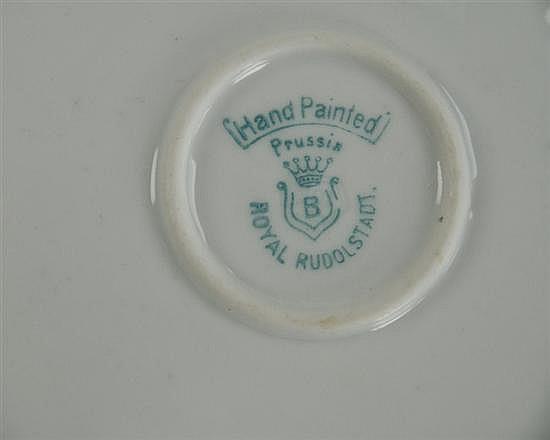 Hand Painted
Prussia
B
ROYAL RUDOLSTADT.